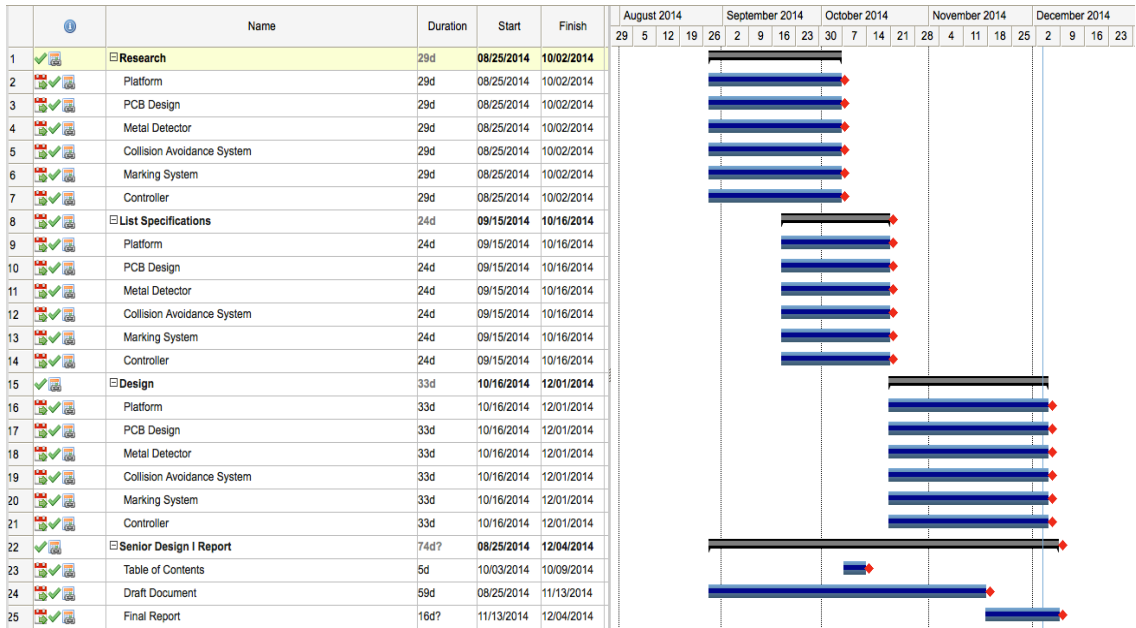 Name Duration Start Finish
August 2014 September 2014 October 2014 November 2014 December 2014
29 5 12 19 26 2 9 16 23 30 7 14 21 28 4 11 18 25 2 9 16 23
1 Research 29d 08/25/2014 10/02/2014
2 Platform 29d 08/25/2014 10/02/2014
3 PCB Design 29d 08/25/2014 10/02/2014
4 Metal Detector 29d 08/25/2014 10/02/2014
5 Collision Avoidance System 29d 08/25/2014 10/02/2014
6 Marking System 29d 08/25/2014 10/02/2014
7 Controller 29d 08/25/2014 10/02/2014
8 List Specifications 24d 09/15/2014 10/16/2014
9 Platform 24d 09/15/2014 10/16/2014
10 PCB Design 24d 09/15/2014 10/16/2014
11 Metal Detector 24d 09/15/2014 10/16/2014
12 Collision Avoidance System 24d 09/15/2014 10/16/2014
13 Marking System 24d 09/15/2014 10/16/2014
14 Controller 24d 09/15/2014 10/16/2014
15 Design 33d 10/16/2014 12/01/2014
16 Platform 33d 10/16/2014 12/01/2014
17 PCB Design 33d 10/16/2014 12/01/2014
18 Metal Detector 33d 10/16/2014 12/01/2014
19 Collision Avoidance System 33d 10/16/2014 12/01/2014
20 Marking System 33d 10/16/2014 12/01/2014
21 Controller 33d 10/16/2014 12/01/2014
22 Senior Design I Report 74d? 08/25/2014 12/04/2014
23 Table of Contents 5d 10/03/2014 10/09/2014
24 Draft Document 59d 08/25/2014 11/13/2014
25 Final Report 16d? 11/13/2014 12/04/2014